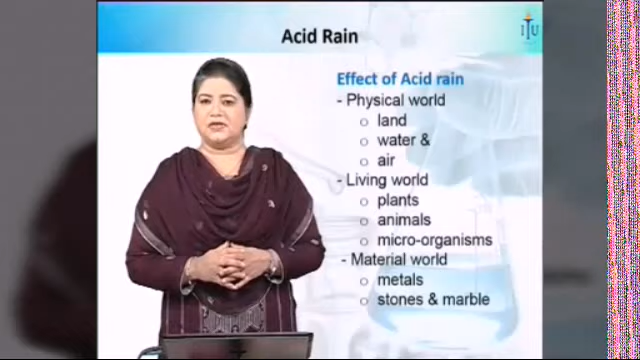 ITU
Acid Rain
Effect of Acid rain
- Physical world
o land
o water &
o air
- Living world
o plants
o animals
o micro-organisms
- Material world
o metals
o stones & marble